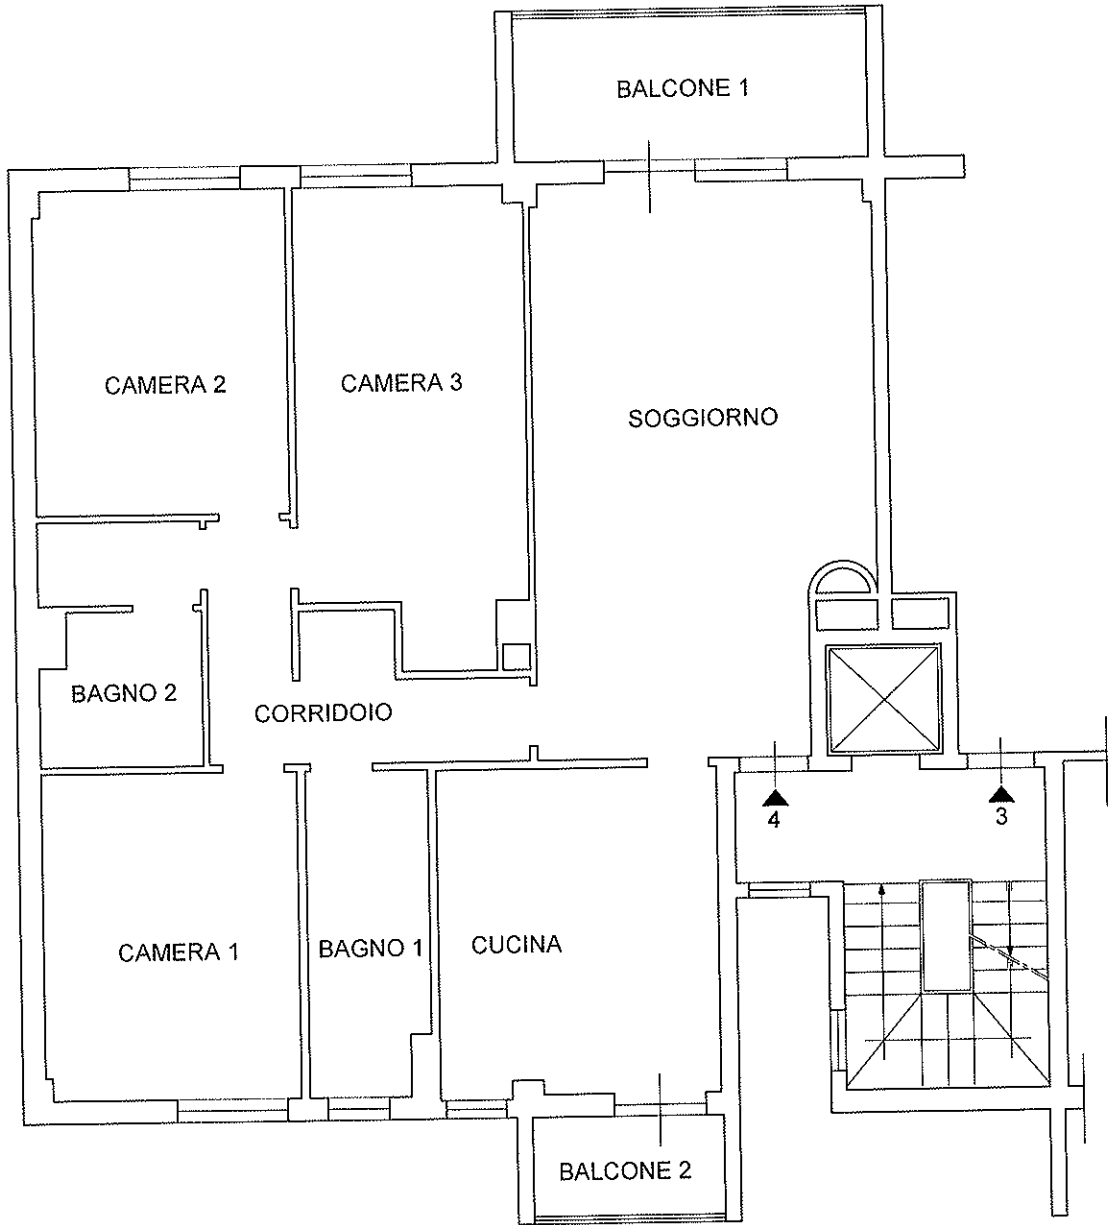 BALCONE 1
CAMERA 2
CAMERA 3
SOGGIORNO
BAGNO 2
CORRIDOIO
4
3
CAMERA 1
BAGNO 1
CUCINA
BALCONE 2